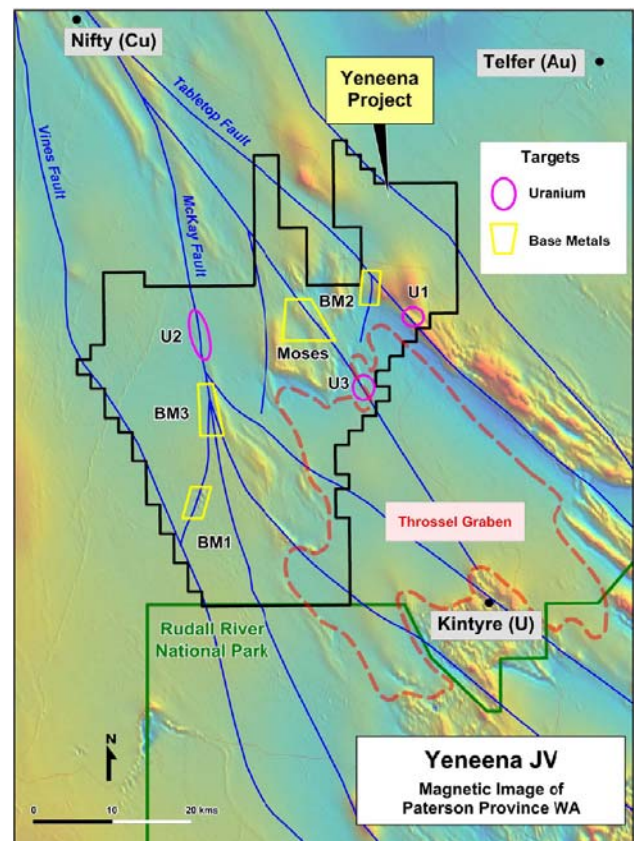 Nifty (Cu)
Telfer (Au)
Yeneena
Project
Tabletop Fault
Vines Fault
McKay Fault
Targets
Uranium
Base Metals
BM2
U1
U2
Moses
U3
BM3
BM1
Throssel Graben
Kintyre (U)
Rudall River
National Park
N
0 10 20 kms
Yeneena JV
Magnetic Image of
Paterson Province WA